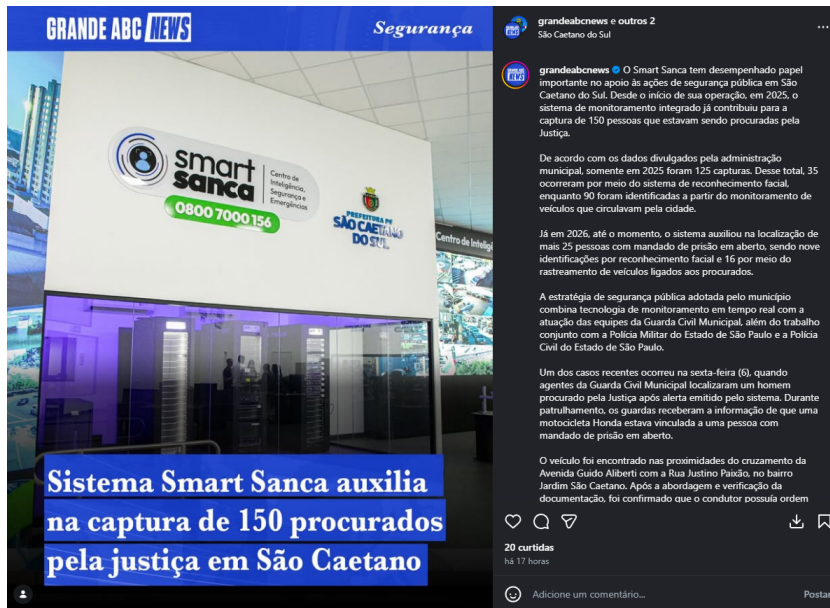 GRANDE ABC NEWS
Segurança
smart
sanca
Centro de
Inteligência,
Segurança e
Emergências
0800 7000 156
PREFEITURA DE
SÃO CAETANO
DO SUL
Centro de Intelig
Sistema Smart Sanca auxilia
na captura de 150 procurados
pela justiça em São Caetano
grandeabcnews e outros 2
São Caetano do Sul
grandeabcnews O Smart Sanca tem desempenhado papel
importante no apoio às ações de segurança pública em São
Caetano do Sul. Desde o início de sua operação, em 2025, o
sistema de monitoramento integrado já contribuiu para a
captura de 150 pessoas que estavam sendo procuradas pela
Justiça.
De acordo com os dados divulgados pela administração
municipal, somente em 2025 foram 125 capturas. Desse total, 35
ocorreram por meio do sistema de reconhecimento facial,
enquanto 90 foram identificadas a partir do monitoramento de
veículos que circulavam pela cidade.
Já em 2026, até o momento, o sistema auxiliou na localização de
mais 25 pessoas com mandado de prisão em aberto, sendo nove
identificações por reconhecimento facial e 16 por meio do
rastreamento de veículos ligados aos procurados.
A estratégia de segurança pública adotada pelo município
combina tecnologia de monitoramento em tempo real com a
atuação das equipes da Guarda Civil Municipal, além do trabalho
conjunto com a Polícia Militar do Estado de São Paulo e a Polícia
Civil do Estado de São Paulo.
Um dos casos recentes ocorreu na sexta-feira (6), quando
agentes da Guarda Civil Municipal localizaram um homem
procurado pela Justiça após alerta emitido pelo sistema. Durante
patrulhamento, os guardas receberam a informação de que uma
motocicleta Honda estava vinculada a uma pessoa com
mandado de prisão em aberto.
O veículo foi encontrado nas proximidades do cruzamento da
Avenida Guido Aliberti com a Rua Justino Paixão, no bairro
Jardim São Caetano. Após a abordagem e verificação da
documentação, foi confirmado que o condutor possuía ordem
20 curtidas
há 17 horas
Adicione um comentário...
Postar